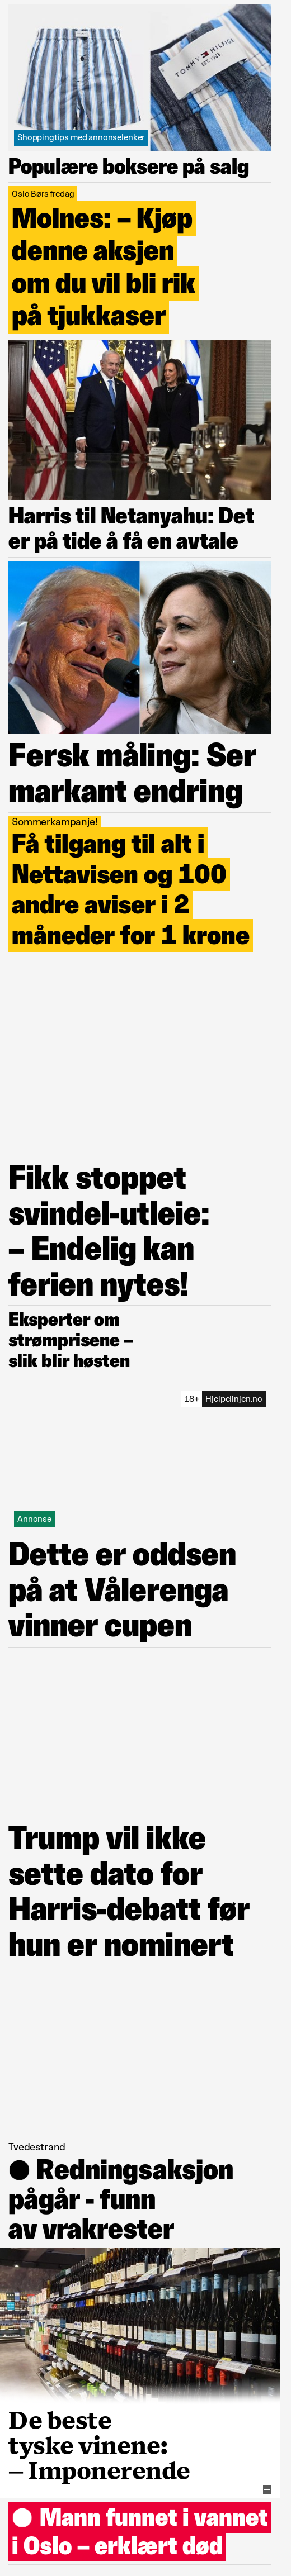 TOMMY HILFIGER
EST. 1985
Shoppingtips med annonselenker
Populære boksere på salg
Oslo Børs fredag
Molnes: – Kjøp
denne aksjen
om du vil bli rik
på tjukkaser
Harris til Netanyahu: Det
er på tide å få en avtale
Fersk måling: Ser
markant endring
Sommerkampanje!
Få tilgang til alt i
Nettavisen og 100
andre aviser i 2
måneder for 1 krone
Fikk stoppet
svindel-utleie:
– Endelig kan
ferien nytes!
Eksperter om
strømprisene –
slik blir høsten
18+ Hjelpelinjen.no
Annonse
Dette er oddsen
på at Vålerenga
vinner cupen
Trump vil ikke
sette dato for
Harris-debatt før
hun er nominert
Tvedestrand
● Redningsaksjon
pågår - funn
av vrakrester
De beste
tyske vinene:
– Imponerende
● Mann funnet i vannet
i Oslo – erklært død